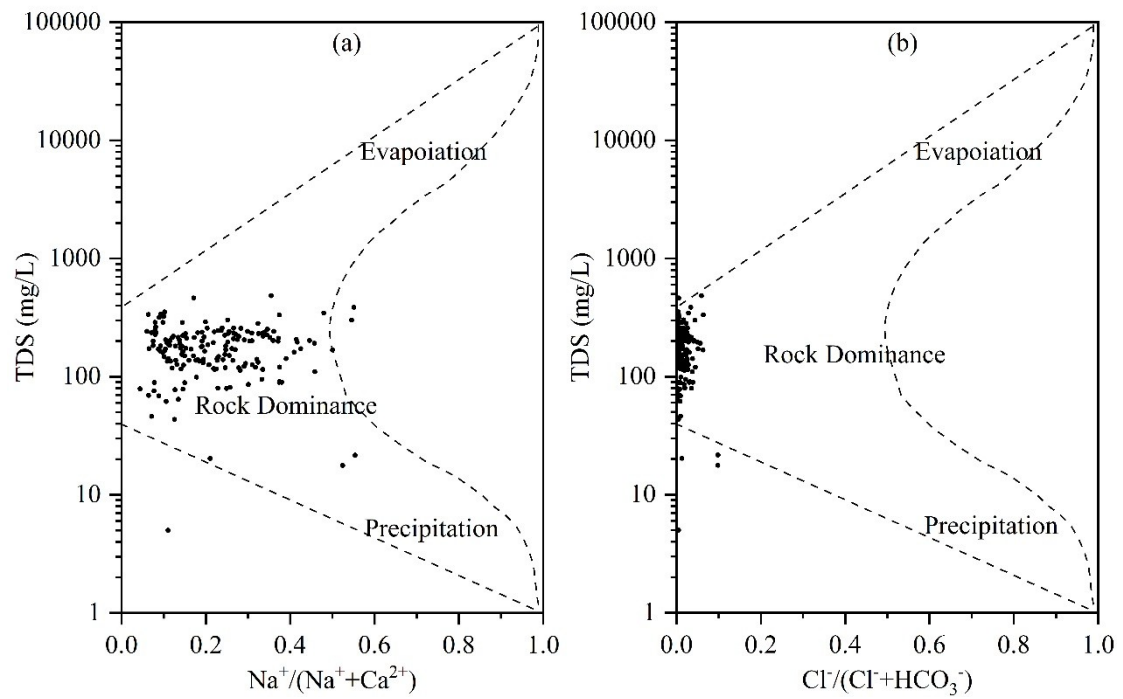 (a)
100000
10000
1000
100
10
1
TDS (mg/L)
Evapoiation
Rock Dominance
Precipitation
0.0 0.2 0.4 0.6 0.8 1.0
Na⁺/(Na⁺+Ca²⁺)
(b)
100000
10000
1000
100
10
1
TDS (mg/L)
Evapoiation
Rock Dominance
Precipitation
0.0 0.2 0.4 0.6 0.8 1.0
Cl⁻/(Cl⁻+HCO₃⁻)